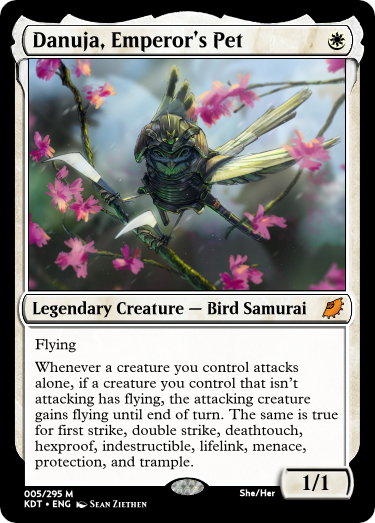 Danuja, Emperor's Pet
Legendary Creature — Bird Samurai
Flying
Whenever a creature you control attacks
alone, if a creature you control that isn't
attacking has flying, the attacking creature
gains flying until end of turn. The same is true
for first strike, double strike, deathtouch,
hexproof, indestructible, lifelink, menace,
protection, and trample.
1/1
005/295 M
She/Her
KDT • ENG Sean Ziethen